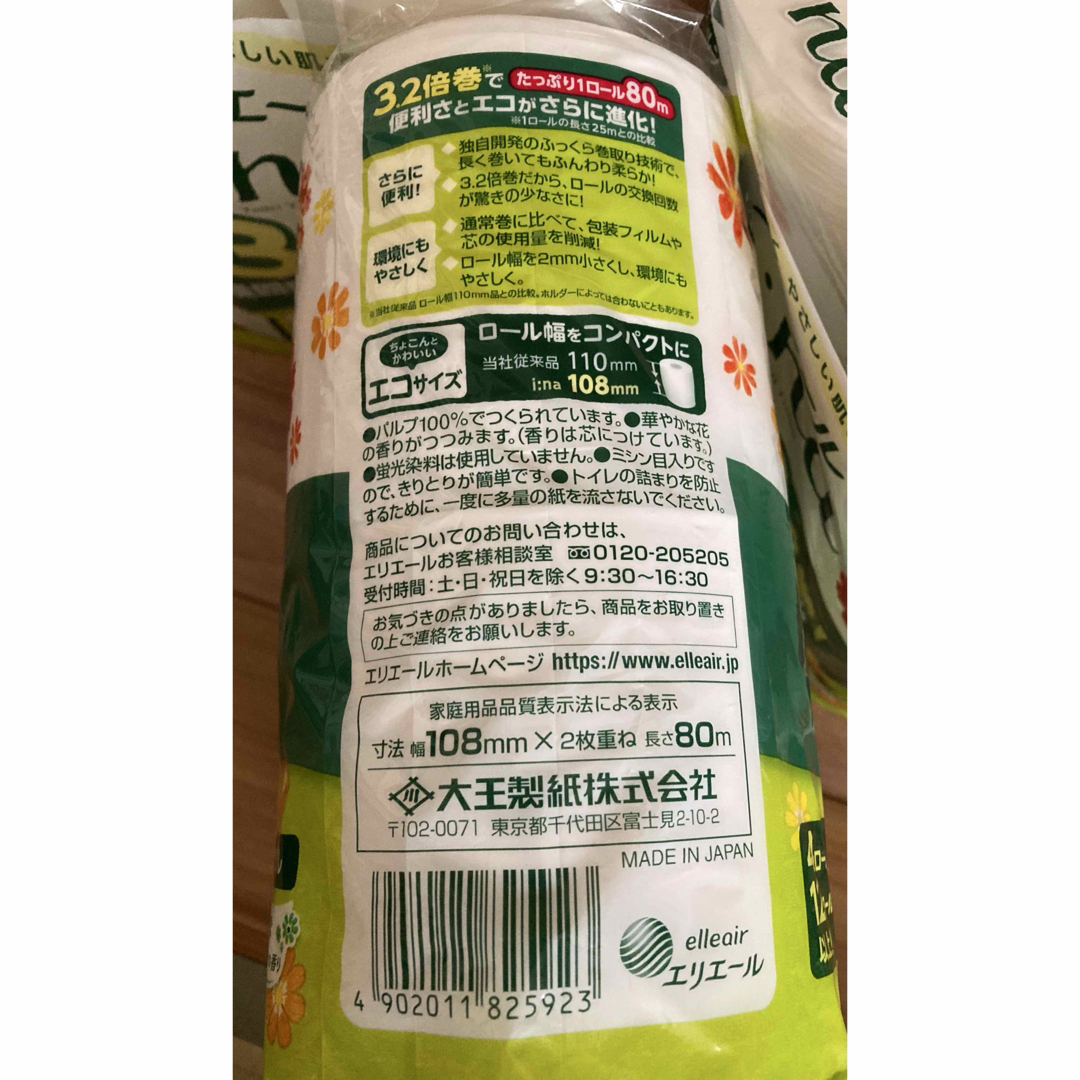 3.2倍巻※で たっぷり1ロール80m
便利さとエコがさらに進化!
※1ロールの長さ25mとの比較
さらに
便利!
◆独自開発のふっくら巻取り技術で、
長く巻いてもふんわり柔らか!
◆3.2倍巻だから、ロールの交換回数
が驚きの少なさに!
環境にも
やさしく
◆通常巻に比べて、包装フィルムや
芯の使用量を削減!
◆ロール幅を2mm小さくし、環境にも
やさしく。
※当社従来品 ロール幅110mm品との比較。ホルダーによっては合わないこともあります。
ちょこんと
かわいい
エコサイズ
ロール幅をコンパクトに
当社従来品 110mm
i:na 108mm
●パルプ100%でつくられています。●華やかな花
の香りがつつみます。(香りは芯につけています。)
●蛍光染料は使用していません。●ミシン目入りです
ので、きりとりが簡単です。●トイレの詰まりを防止
するために、一度に多量の紙を流さないでください。
商品についてのお問い合わせは、
エリエールお客様相談室 0120-205205
受付時間:土・日・祝日を除く9:30〜16:30
お気づきの点がありましたら、商品をお取り置き
の上ご連絡をお願いします。
エリエールホームページ https://www.elleair.jp
家庭用品品質表示法による表示
寸法 幅108mm×2枚重ね 長さ80m
大王製紙株式会社
〒102-0071 東京都千代田区富士見2-10-2
MADE IN JAPAN
4 902011 825923
elleair
エリエール
しい肌
やさしい肌
na
4ロー
香り